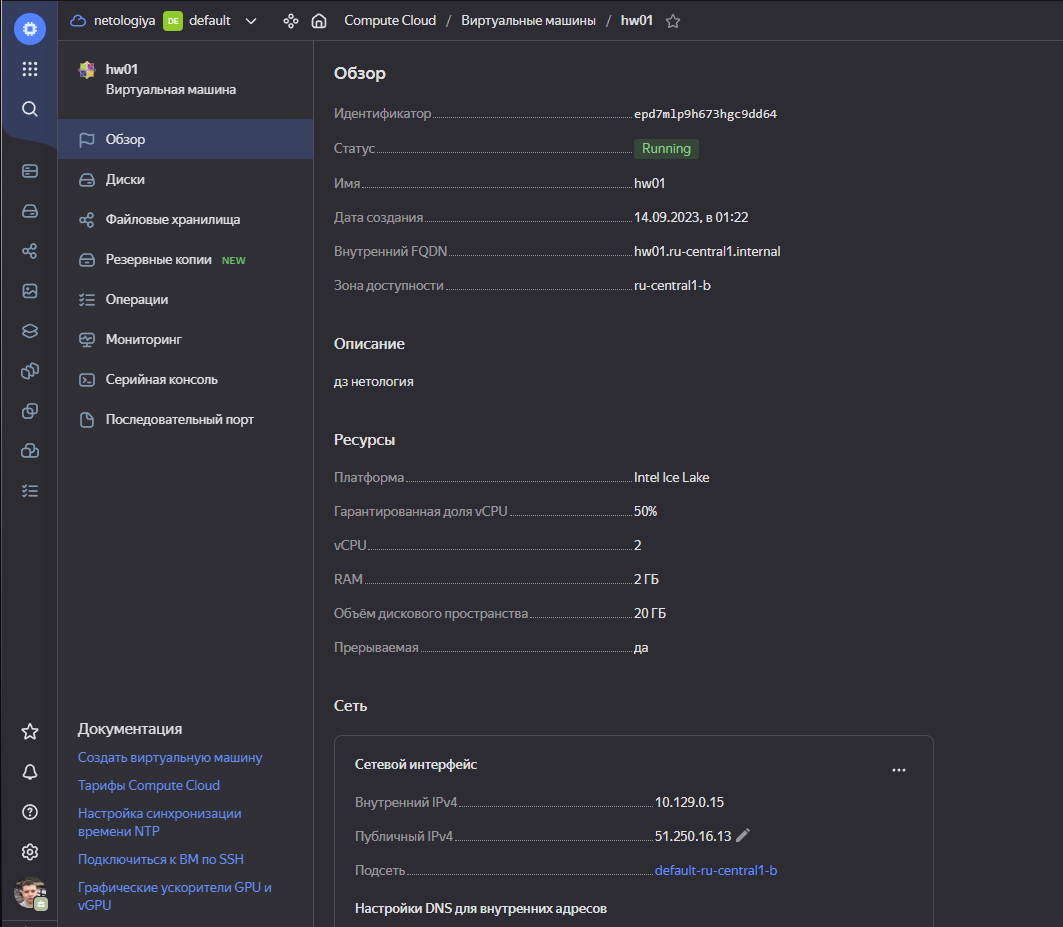 netologiya DE default Compute Cloud / Виртуальные машины / hw01
hw01
Виртуальная машина
Обзор
Диски
Файловые хранилища
Резервные копии NEW
Операции
Мониторинг
Серийная консоль
Последовательный порт
Документация
Создать виртуальную машину
Тарифы Compute Cloud
Настройка синхронизации
времени NTP
Подключиться к ВМ по SSH
Графические ускорители GPU и
vGPU
Обзор
Идентификатор epd7mlp9h673hgc9dd64
Статус Running
Имя hw01
Дата создания 14.09.2023, в 01:22
Внутренний FQDN hw01.ru-central1.internal
Зона доступности ru-central1-b
Описание
дз нетология
Ресурсы
Платформа Intel Ice Lake
Гарантированная доля vCPU 50%
vCPU 2
RAM 2 ГБ
Объём дискового пространства 20 ГБ
Прерываемая да
Сеть
Сетевой интерфейс
Внутренний IPv4 10.129.0.15
Публичный IPv4 51.250.16.13
Подсеть default-ru-central1-b
Настройки DNS для внутренних адресов